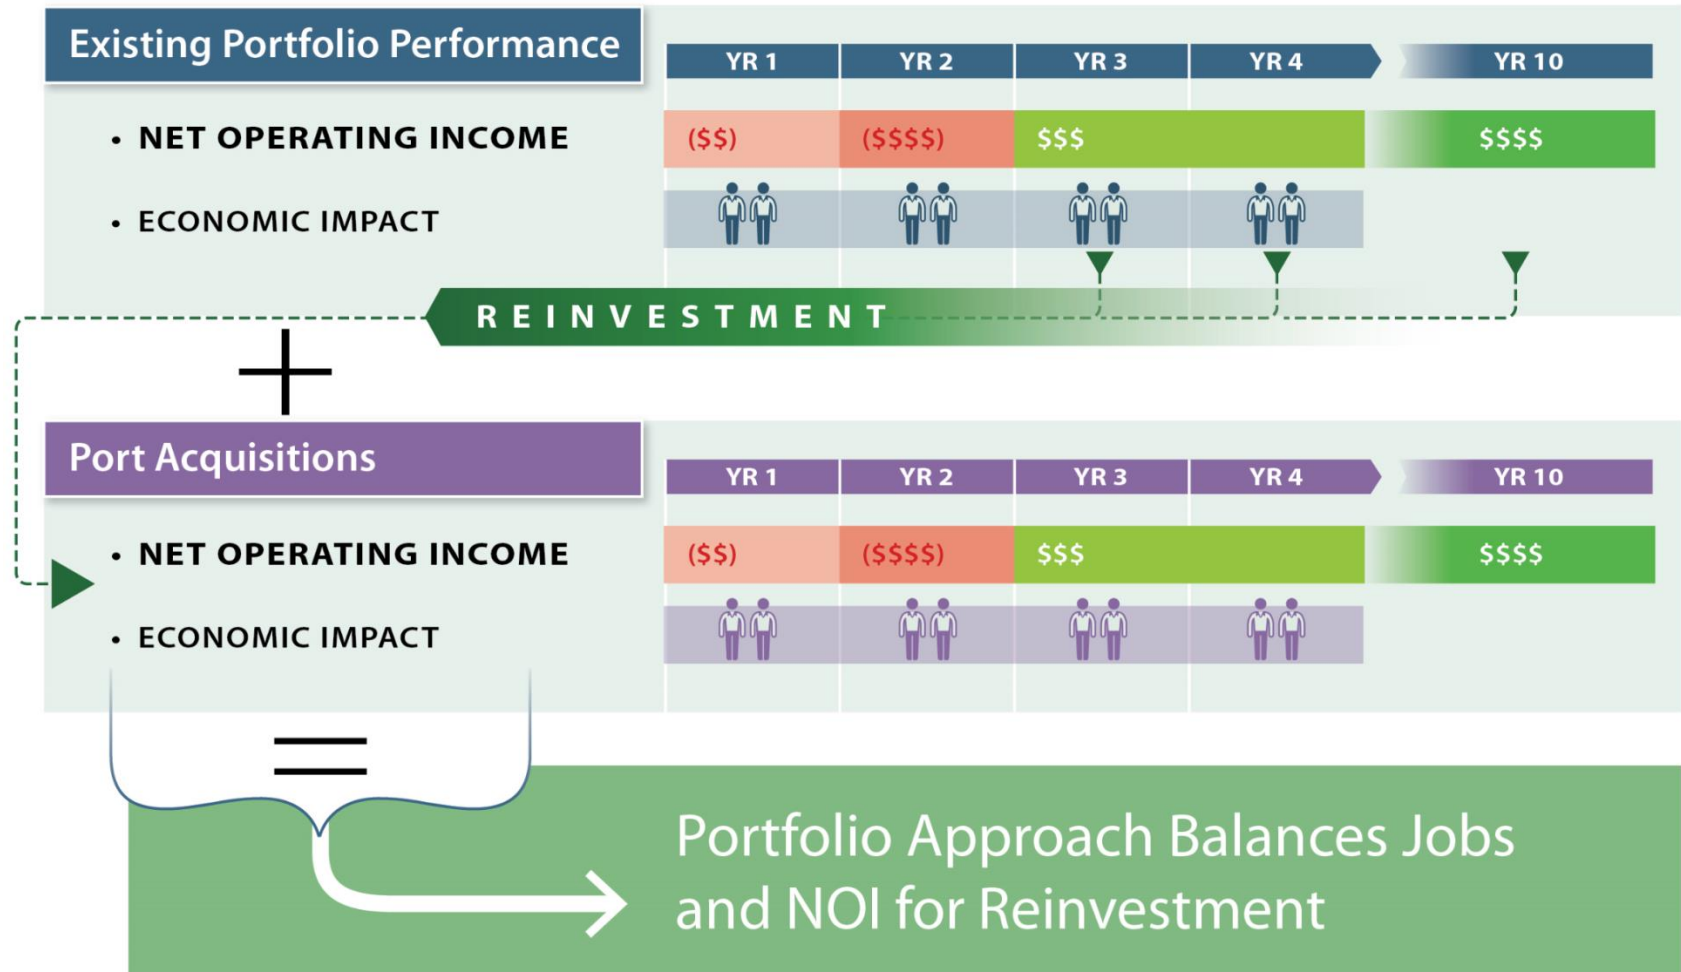 Existing Portfolio Performance
YR 1 YR 2 YR 3 YR 4 YR 10
• NET OPERATING INCOME ($$) ($$$$) $$$ $$$$
• ECONOMIC IMPACT
REINVESTMENT
+
Port Acquisitions
YR 1 YR 2 YR 3 YR 4 YR 10
• NET OPERATING INCOME ($$) ($$$$) $$$ $$$$
• ECONOMIC IMPACT
=
Portfolio Approach Balances Jobs
and NOI for Reinvestment